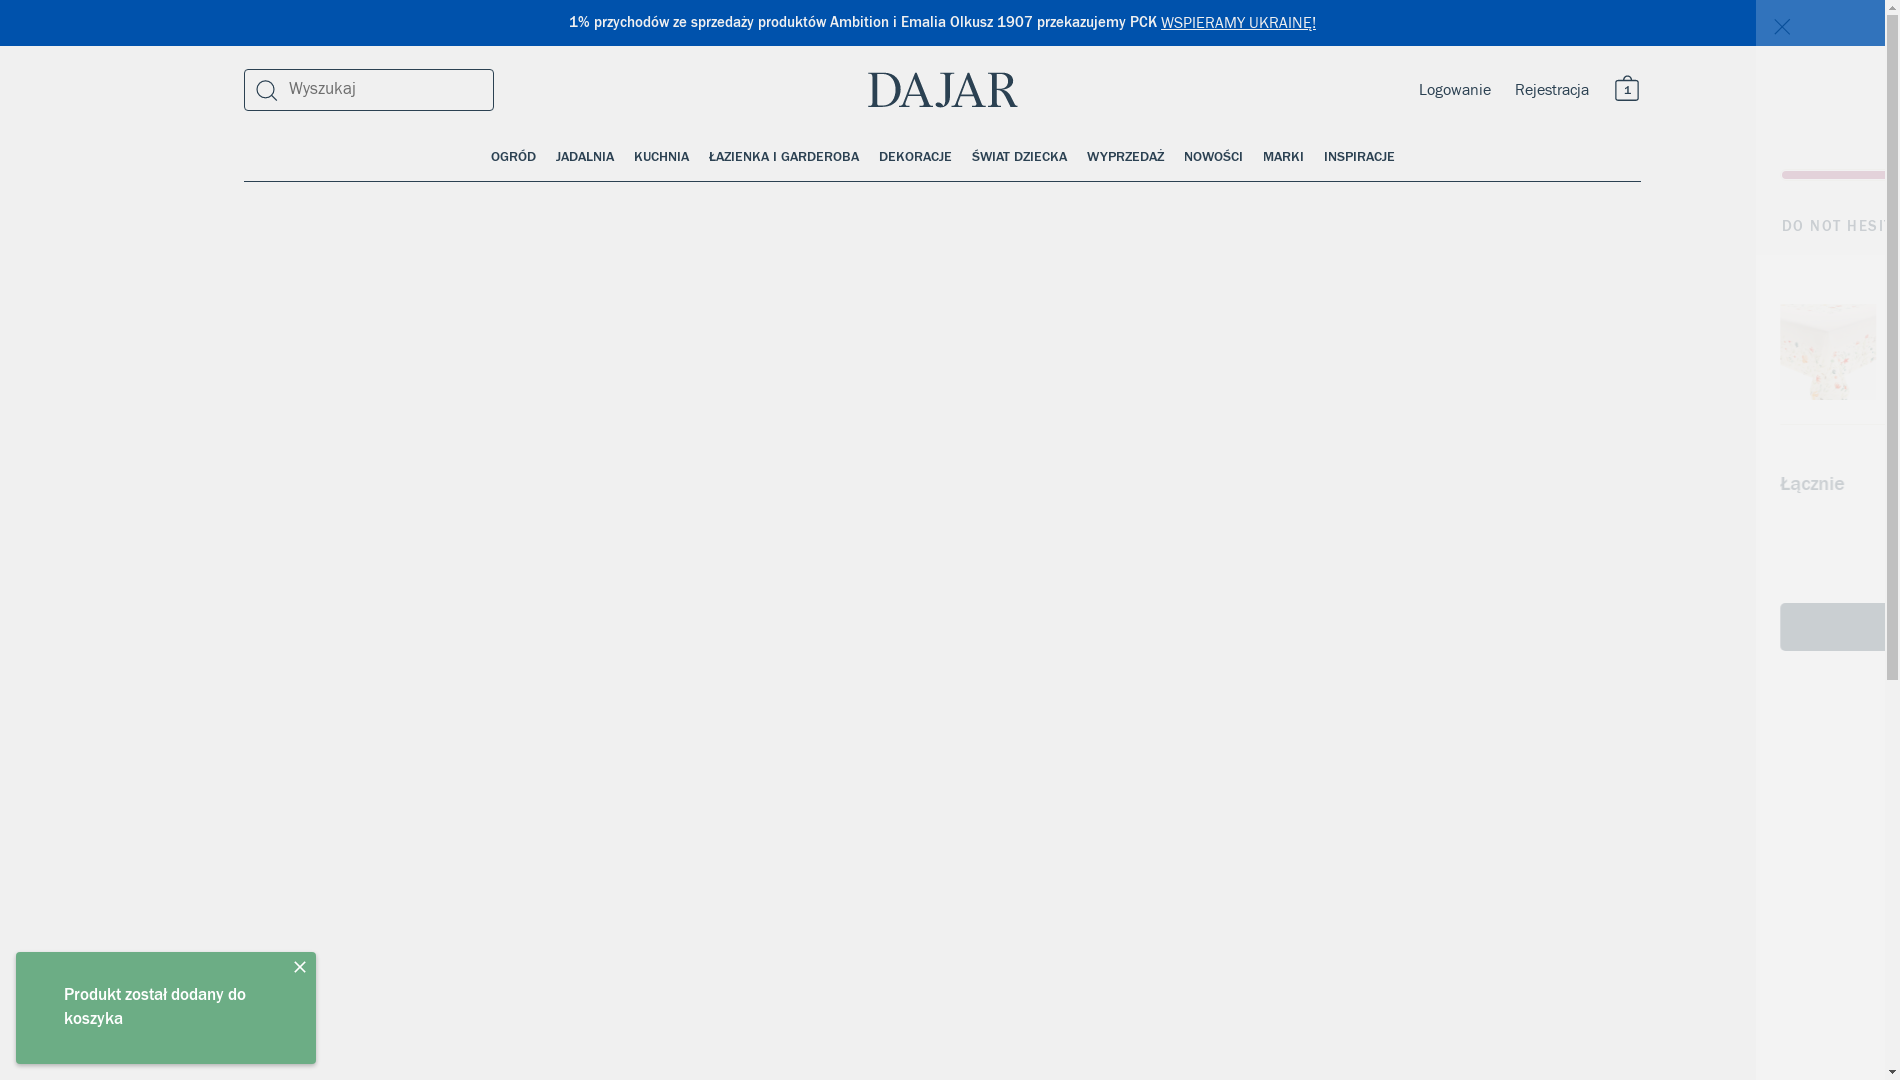 1% przychodów ze sprzedaży produktów Ambition i Emalia Olkusz 1907 przekazujemy PCK WSPIERAMY UKRAINĘ!
Wyszukaj
DAJAR
Logowanie
Rejestracja
1
OGRÓD
JADALNIA
KUCHNIA
ŁAZIENKA I GARDEROBA
DEKORACJE
ŚWIAT DZIECKA
WYPRZEDAŻ
NOWOŚCI
MARKI
INSPIRACJE
DO NOT
Łącznie
Produkt został dodany do
koszyka